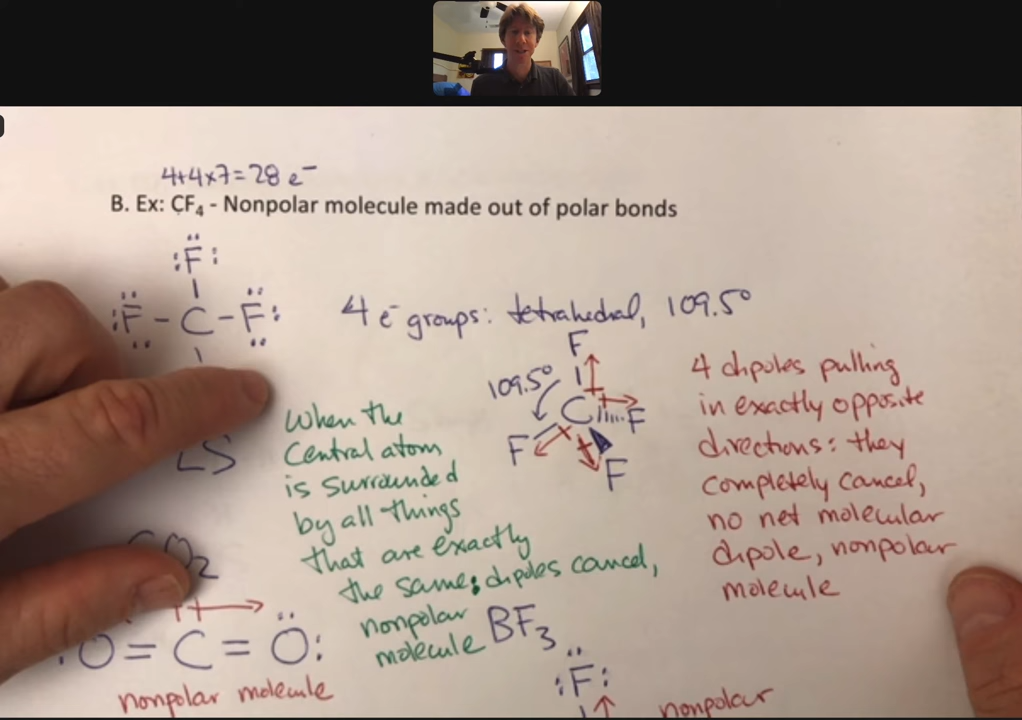 4+4x7=28 e⁻
B. Ex: CF₄ - Nonpolar molecule made out of polar bonds
:F:
:F - C - F:
4 e⁻ groups: tetrahedral, 109.5°
F
109.5°
C F
F
F
4 dipoles pulling
in exactly opposite
directions: they
completely cancel,
no net molecular
dipole, nonpolar
molecule
LS
When the
Central atom
is surrounded
by all things
that are exactly
the same: dipoles cancel,
nonpolar
molecule
CO₂
:O = C = O:
nonpolar molecule
BF₃
:F:
nonpolar